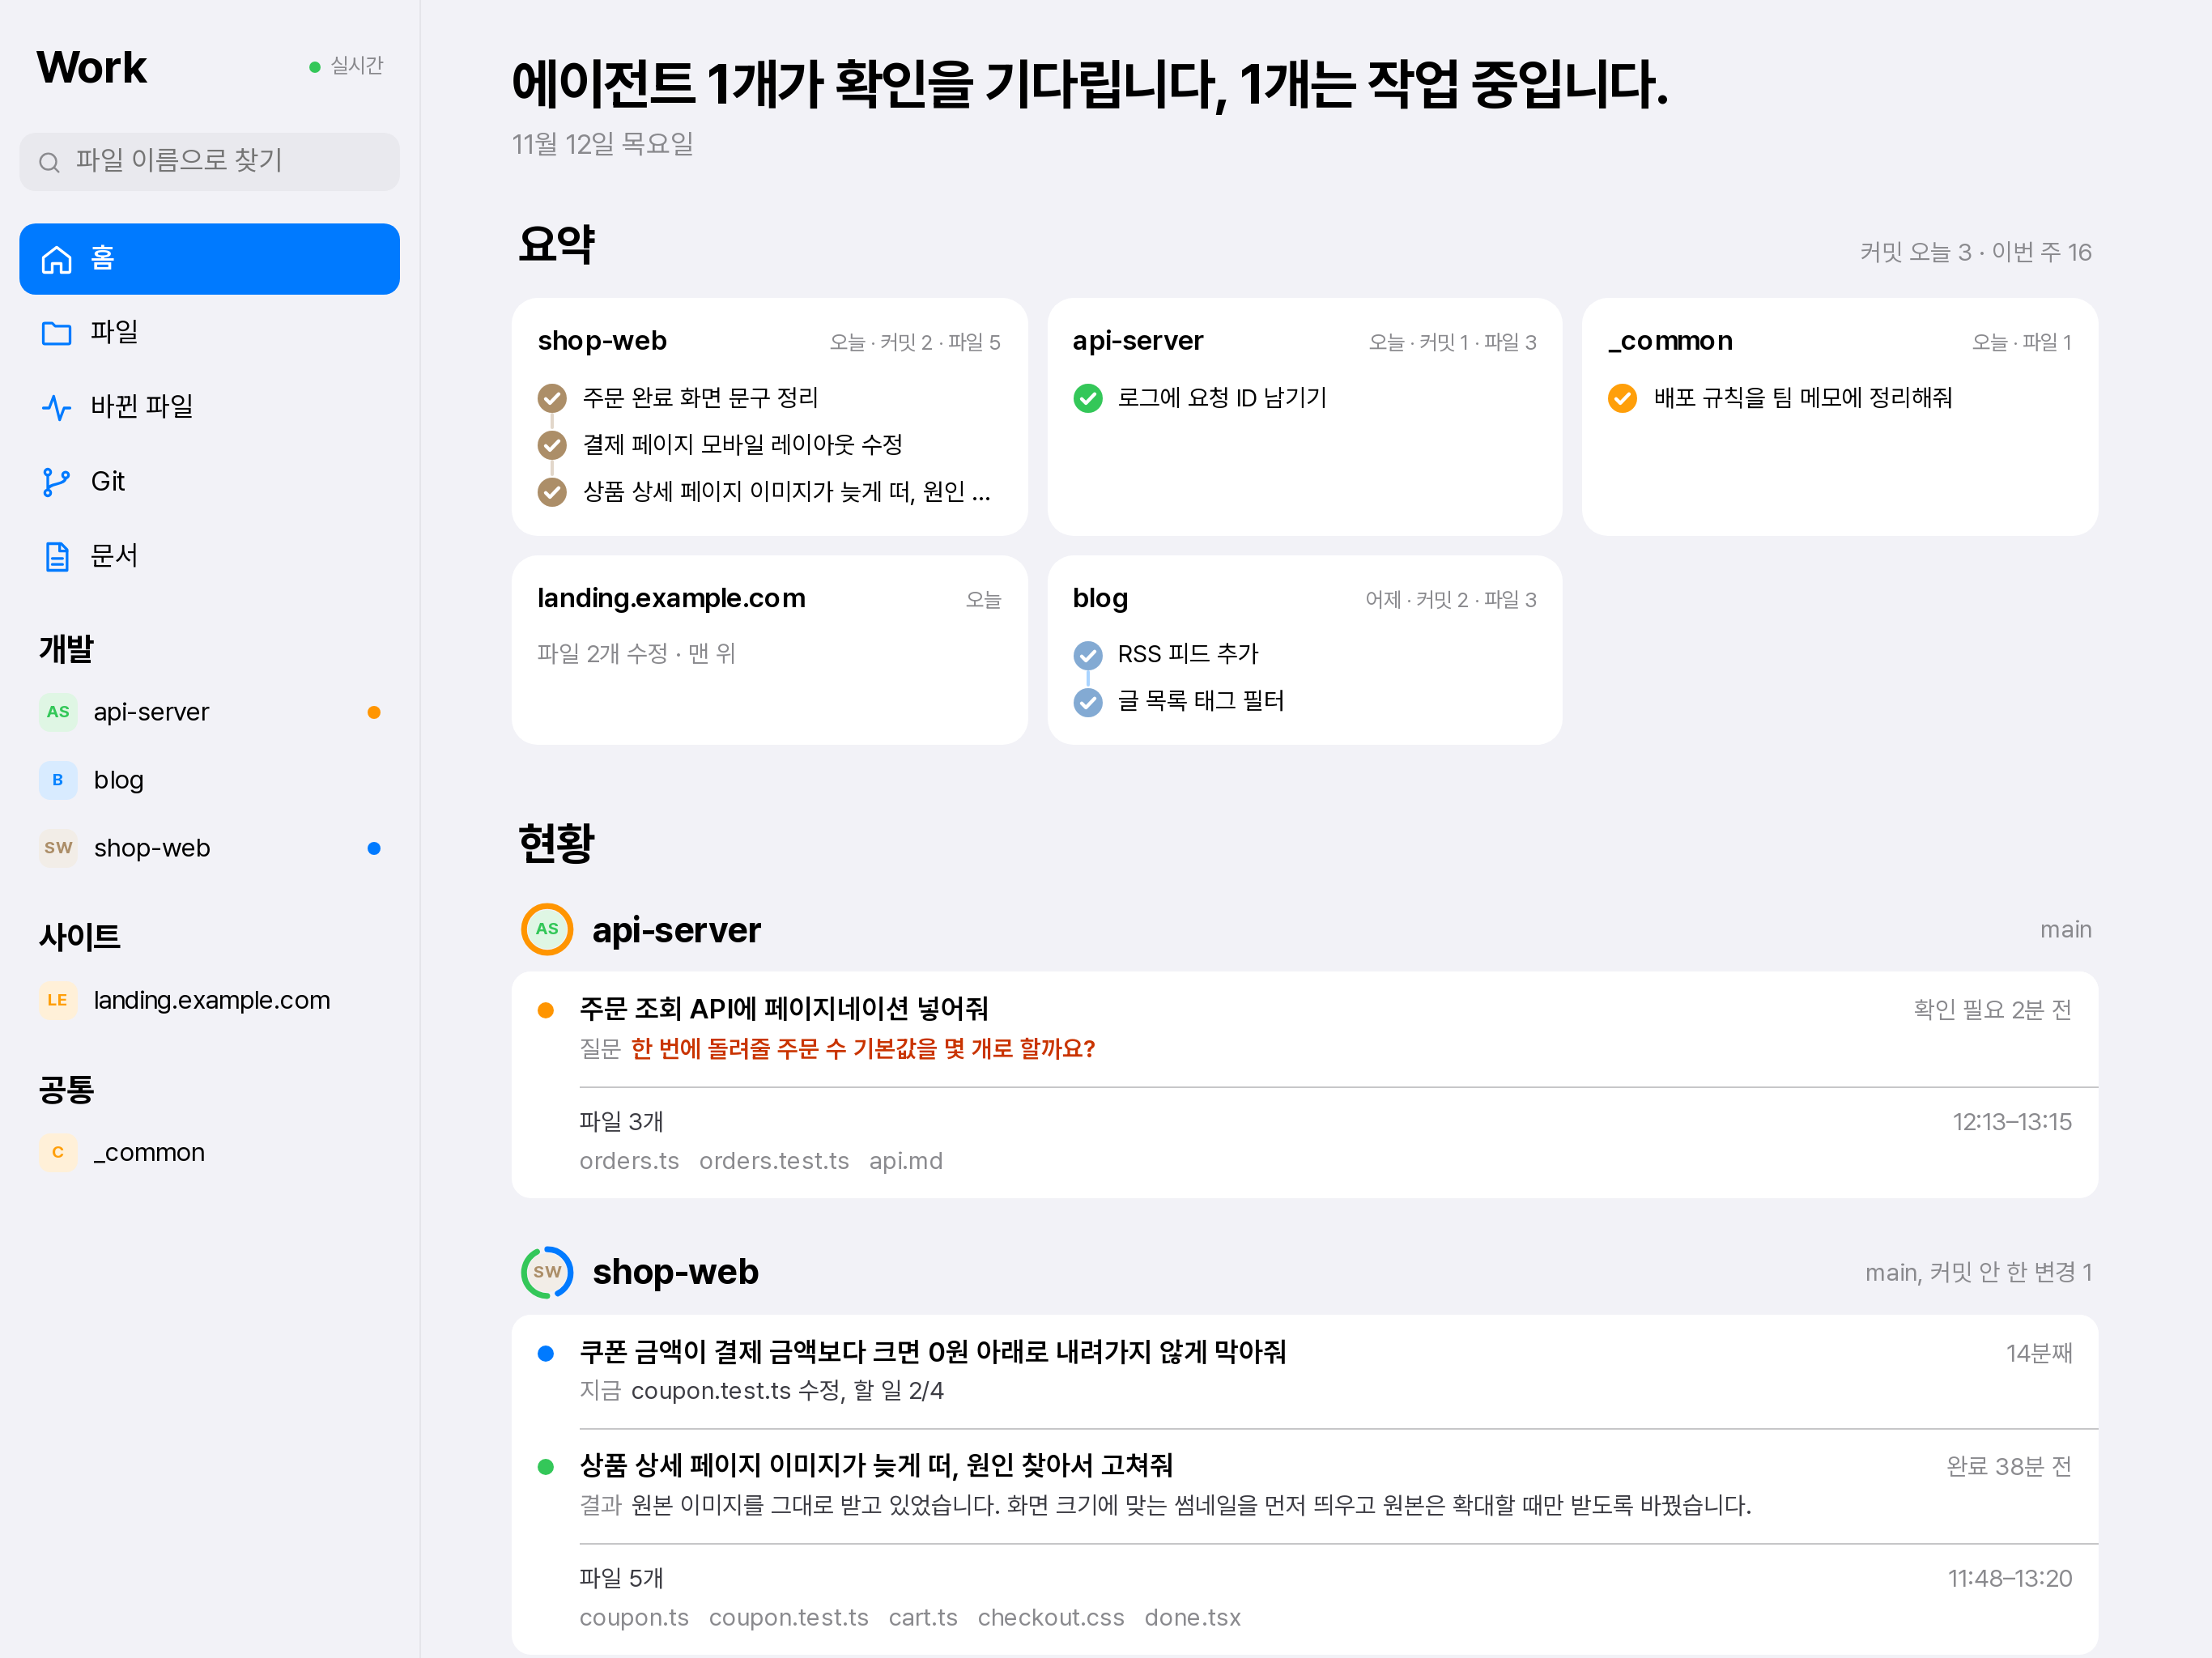 Work
실시간
파일 이름으로 찾기
홈
파일
바뀐 파일
Git
문서
개발
AS api-server
B blog
SW shop-web
사이트
LE landing.example.com
공통
C _common
에이전트 1개가 확인을 기다립니다, 1개는 작업 중입니다.
11월 12일 목요일
요약
커밋 오늘 3 · 이번 주 16
shop-web
오늘 · 커밋 2 · 파일 5
주문 완료 화면 문구 정리
결제 페이지 모바일 레이아웃 수정
상품 상세 페이지 이미지가 늦게 떠, 원인 ...
api-server
오늘 · 커밋 1 · 파일 3
로그에 요청 ID 남기기
_common
오늘 · 파일 1
배포 규칙을 팀 메모에 정리해줘
landing.example.com
오늘
파일 2개 수정 · 맨 위
blog
어제 · 커밋 2 · 파일 3
RSS 피드 추가
글 목록 태그 필터
현황
AS api-server
main
주문 조회 API에 페이지네이션 넣어줘
확인 필요 2분 전
질문 한 번에 돌려줄 주문 수 기본값을 몇 개로 할까요?
파일 3개
12:13–13:15
orders.ts orders.test.ts api.md
SW shop-web
main, 커밋 안 한 변경 1
쿠폰 금액이 결제 금액보다 크면 0원 아래로 내려가지 않게 막아줘
14분째
지금 coupon.test.ts 수정, 할 일 2/4
상품 상세 페이지 이미지가 늦게 떠, 원인 찾아서 고쳐줘
완료 38분 전
결과 원본 이미지를 그대로 받고 있었습니다. 화면 크기에 맞는 썸네일을 먼저 띄우고 원본은 확대할 때만 받도록 바꿨습니다.
파일 5개
11:48–13:20
coupon.ts coupon.test.ts cart.ts checkout.css done.tsx